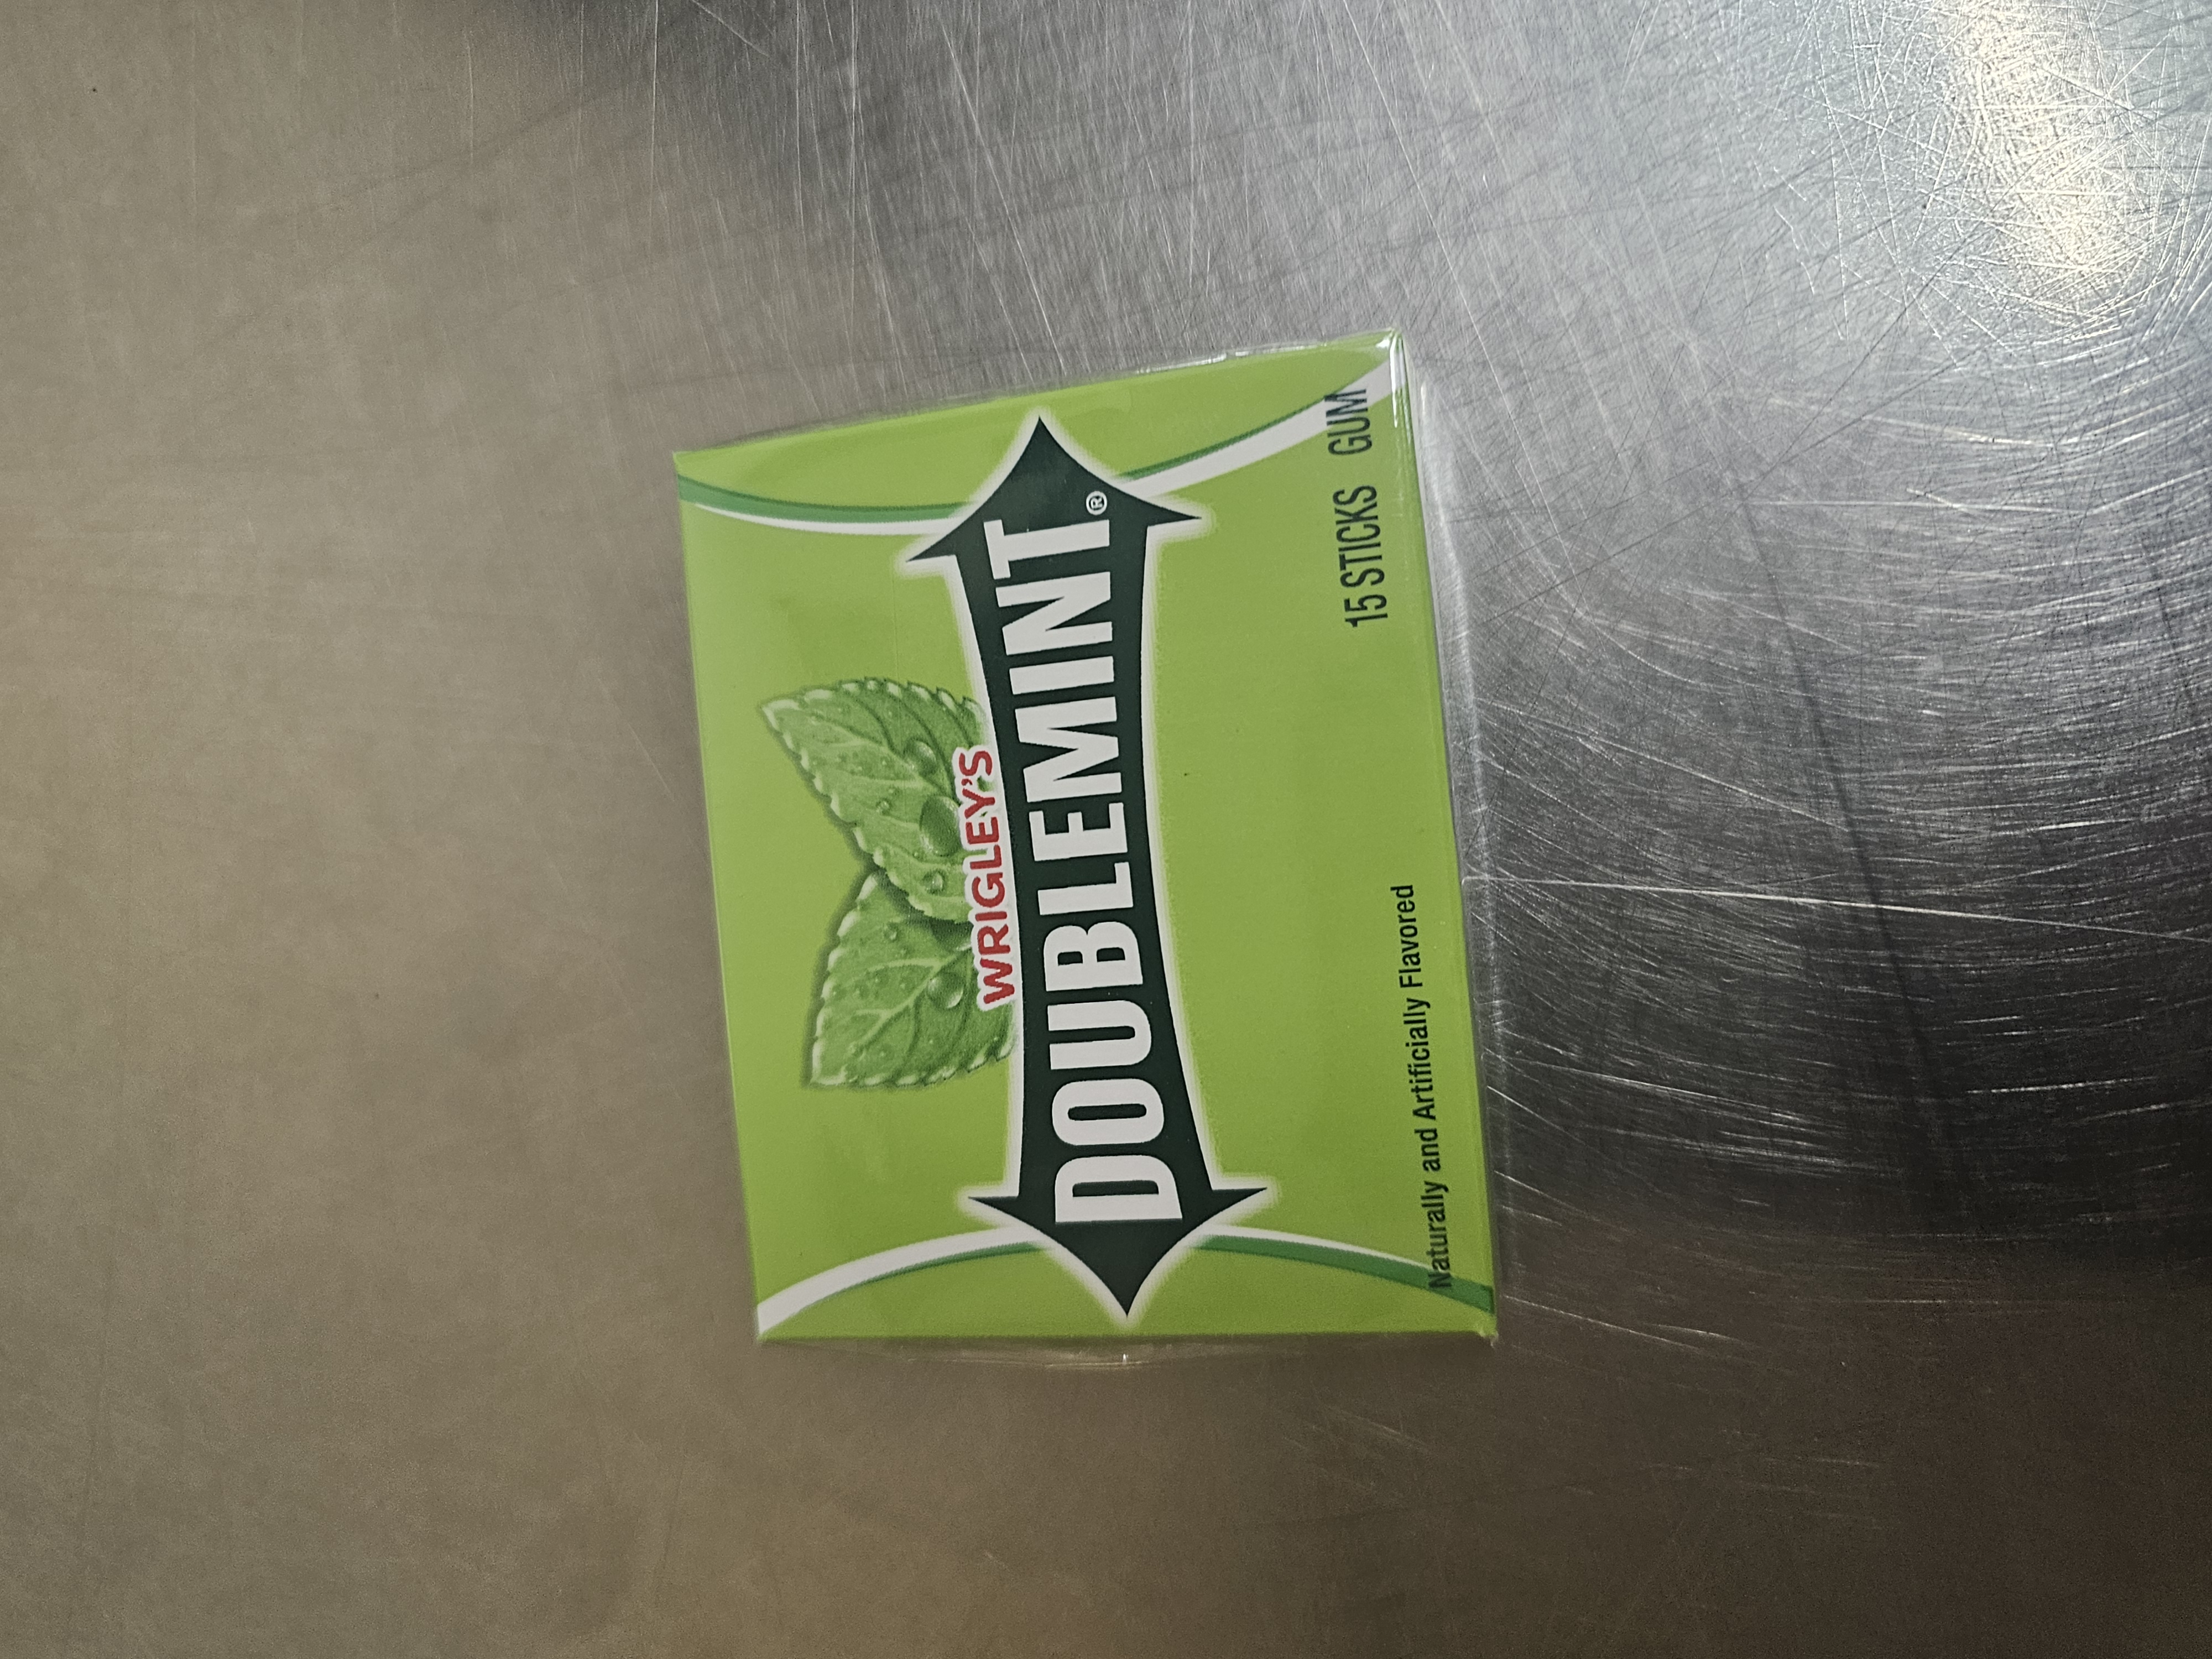 WRIGLEY'S
DOUBLEMINT®
Naturally and Artificially Flavored
15 STICKS GUM